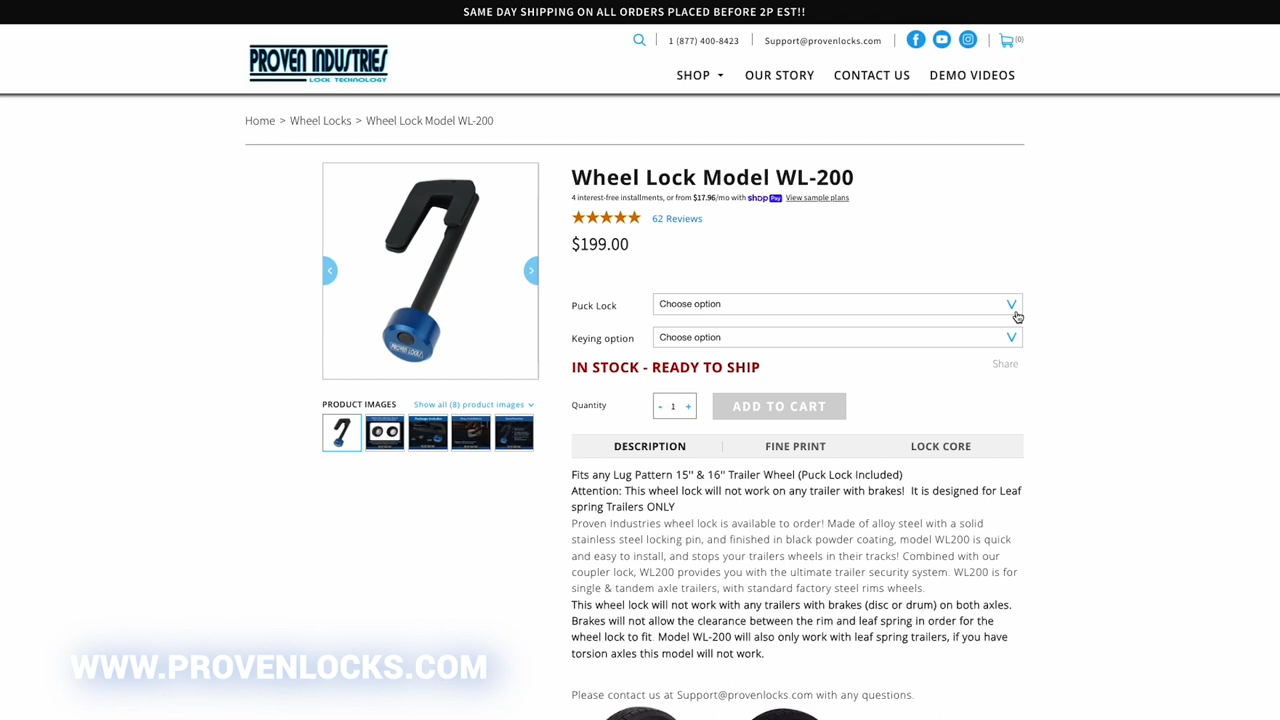 SAME DAY SHIPPING ON ALL ORDERS PLACED BEFORE 2P EST!!
1 (877) 400-8423
Support@provenlocks.com
(0)
PROVEN INDUSTRIES
LOCK TECHNOLOGY
SHOP
OUR STORY
CONTACT US
DEMO VIDEOS
Home > Wheel Locks > Wheel Lock Model WL-200
Wheel Lock Model WL-200
4 interest-free installments, or from $17.96/mo with shop Pay View sample plans
62 Reviews
$199.00
PROVEN LOCKS
Puck Lock
Choose option
Keying option
Choose option
IN STOCK - READY TO SHIP
Share
Quantity
- 1 +
ADD TO CART
PRODUCT IMAGES
Show all (8) product images
DESCRIPTION
FINE PRINT
LOCK CORE
Fits any Lug Pattern 15'' & 16'' Trailer Wheel (Puck Lock Included)
Attention: This wheel lock will not work on any trailer with brakes! It is designed for Leaf
spring Trailers ONLY
Proven Industries wheel lock is available to order! Made of alloy steel with a solid
stainless steel locking pin, and finished in black powder coating, model WL200 is quick
and easy to install, and stops your trailers wheels in their tracks! Combined with our
coupler lock, WL200 provides you with the ultimate trailer security system. WL200 is for
single & tandem axle trailers, with standard factory steel rims wheels.
This wheel lock will not work with any trailers with brakes (disc or drum) on both axles.
Brakes will not allow the clearance between the rim and leaf spring in order for the
wheel lock to fit. Model WL-200 will also only work with leaf spring trailers, if you have
torsion axles this model will not work.
Please contact us at Support@provenlocks.com with any questions.
WWW.PROVENLOCKS.COM